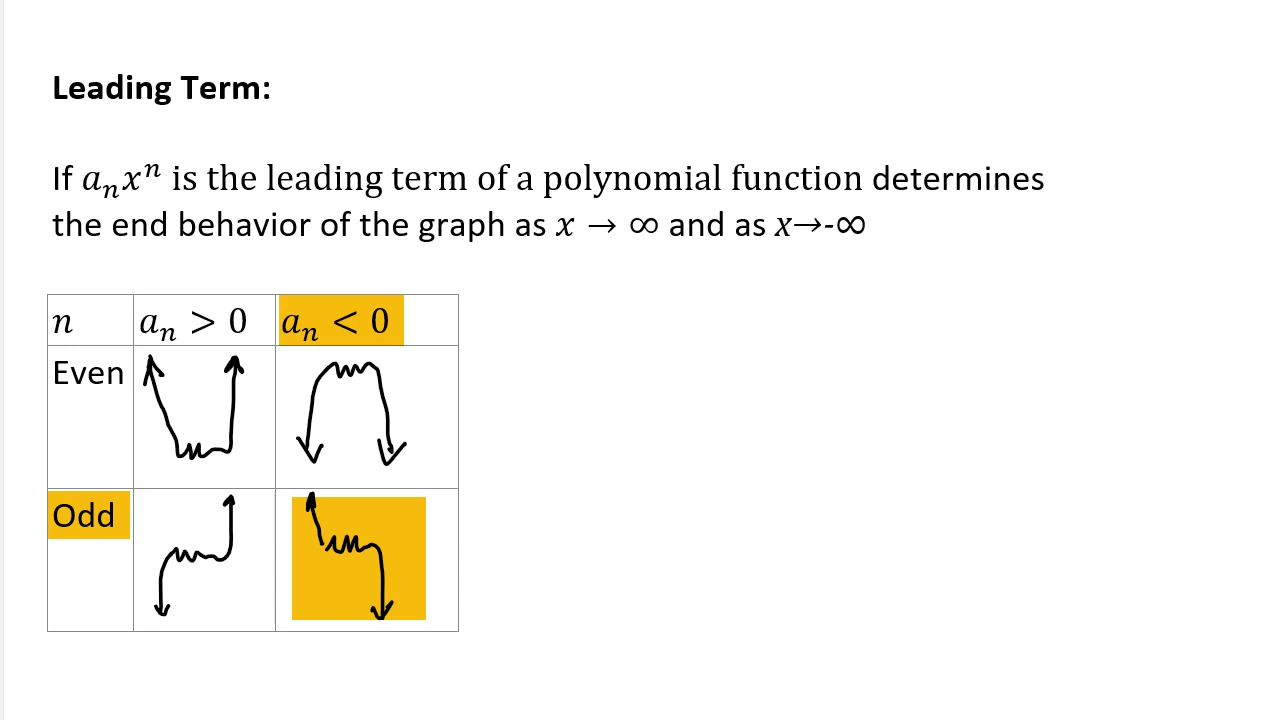 Leading Term:
If aₙxⁿ is the leading term of a polynomial function determines
the end behavior of the graph as x → ∞ and as x→-∞
n aₙ > 0 aₙ < 0
Even
Odd